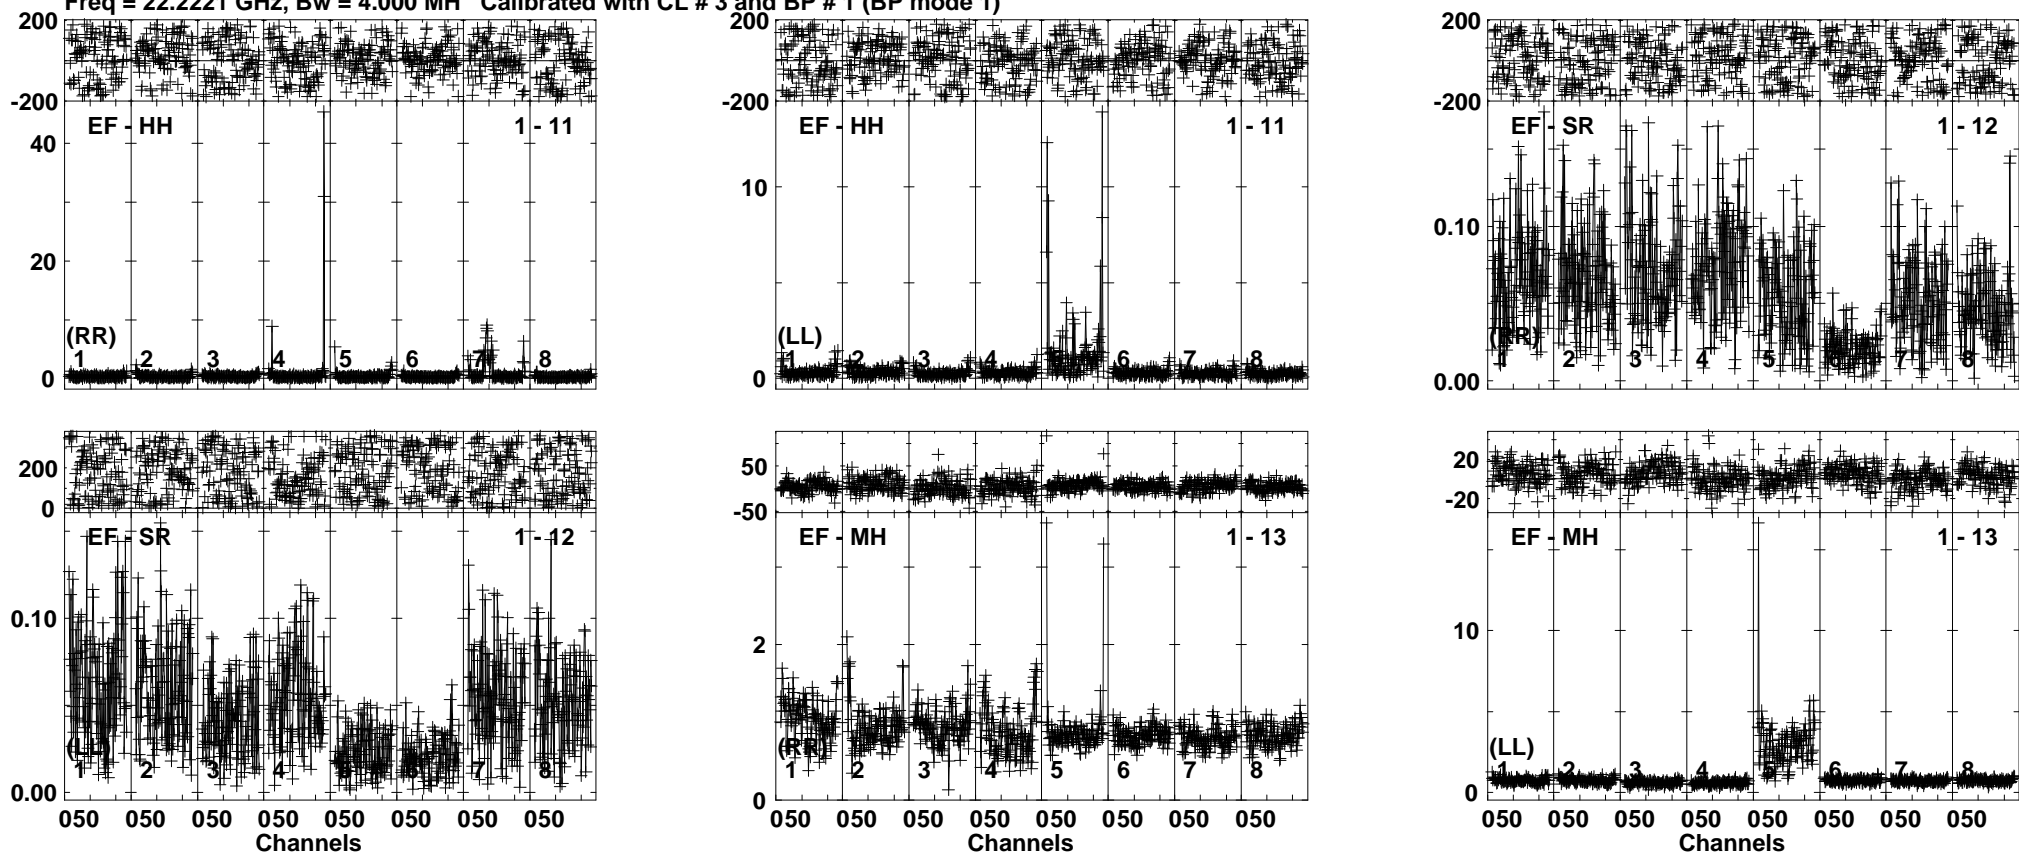 Freq = 22.2221 GHz, Bw = 4.000 MH Calibrated with CL # 3 and BP # 1 (BP mode 1)
200
-200
EF - HH 1 - 11
40
20
0
(RR)
1 2 3 4 5 6 7 8
200
-200
EF - HH 1 - 11
10
0
(LL)
1 2 3 4 6 7 8
200
-200
EF - SR 1 - 12
0.10
0.00
(RR)
1 2 3 4 5 6 7 8
200
0
EF - SR 1 - 12
0.10
0.00
(LL)
1 2 3 4 5 6 7 8
050 050 050 050 050 050 050 050
Channels
50
-50
EF - MH 1 - 13
2
0
(RR)
1 2 3 4 5 6 7 8
050 050 050 050 050 050 050 050
Channels
20
-20
EF - MH 1 - 13
10
0
(LL)
1 2 3 4 5 6 7 8
050 050 050 050 050 050 050 050
Channels